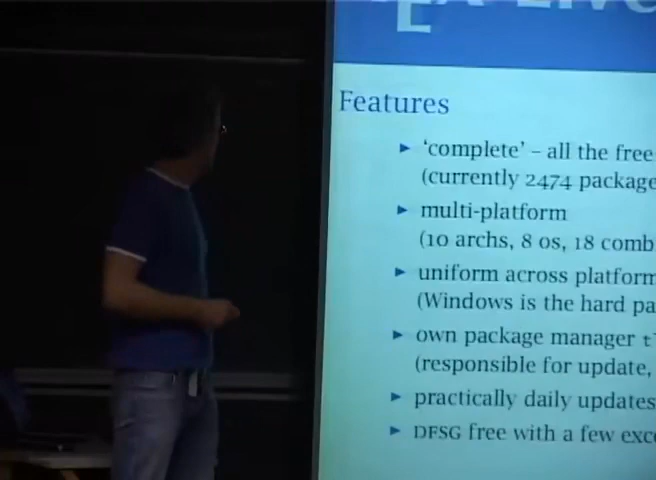 Features
‘complete’ – all the free
(currently 2474 package
multi-platform
(10 archs, 8 os, 18 comb
uniform across platform
(Windows is the hard pa
own package manager
(responsible for update,
practically daily updates
DFSG free with a few exc